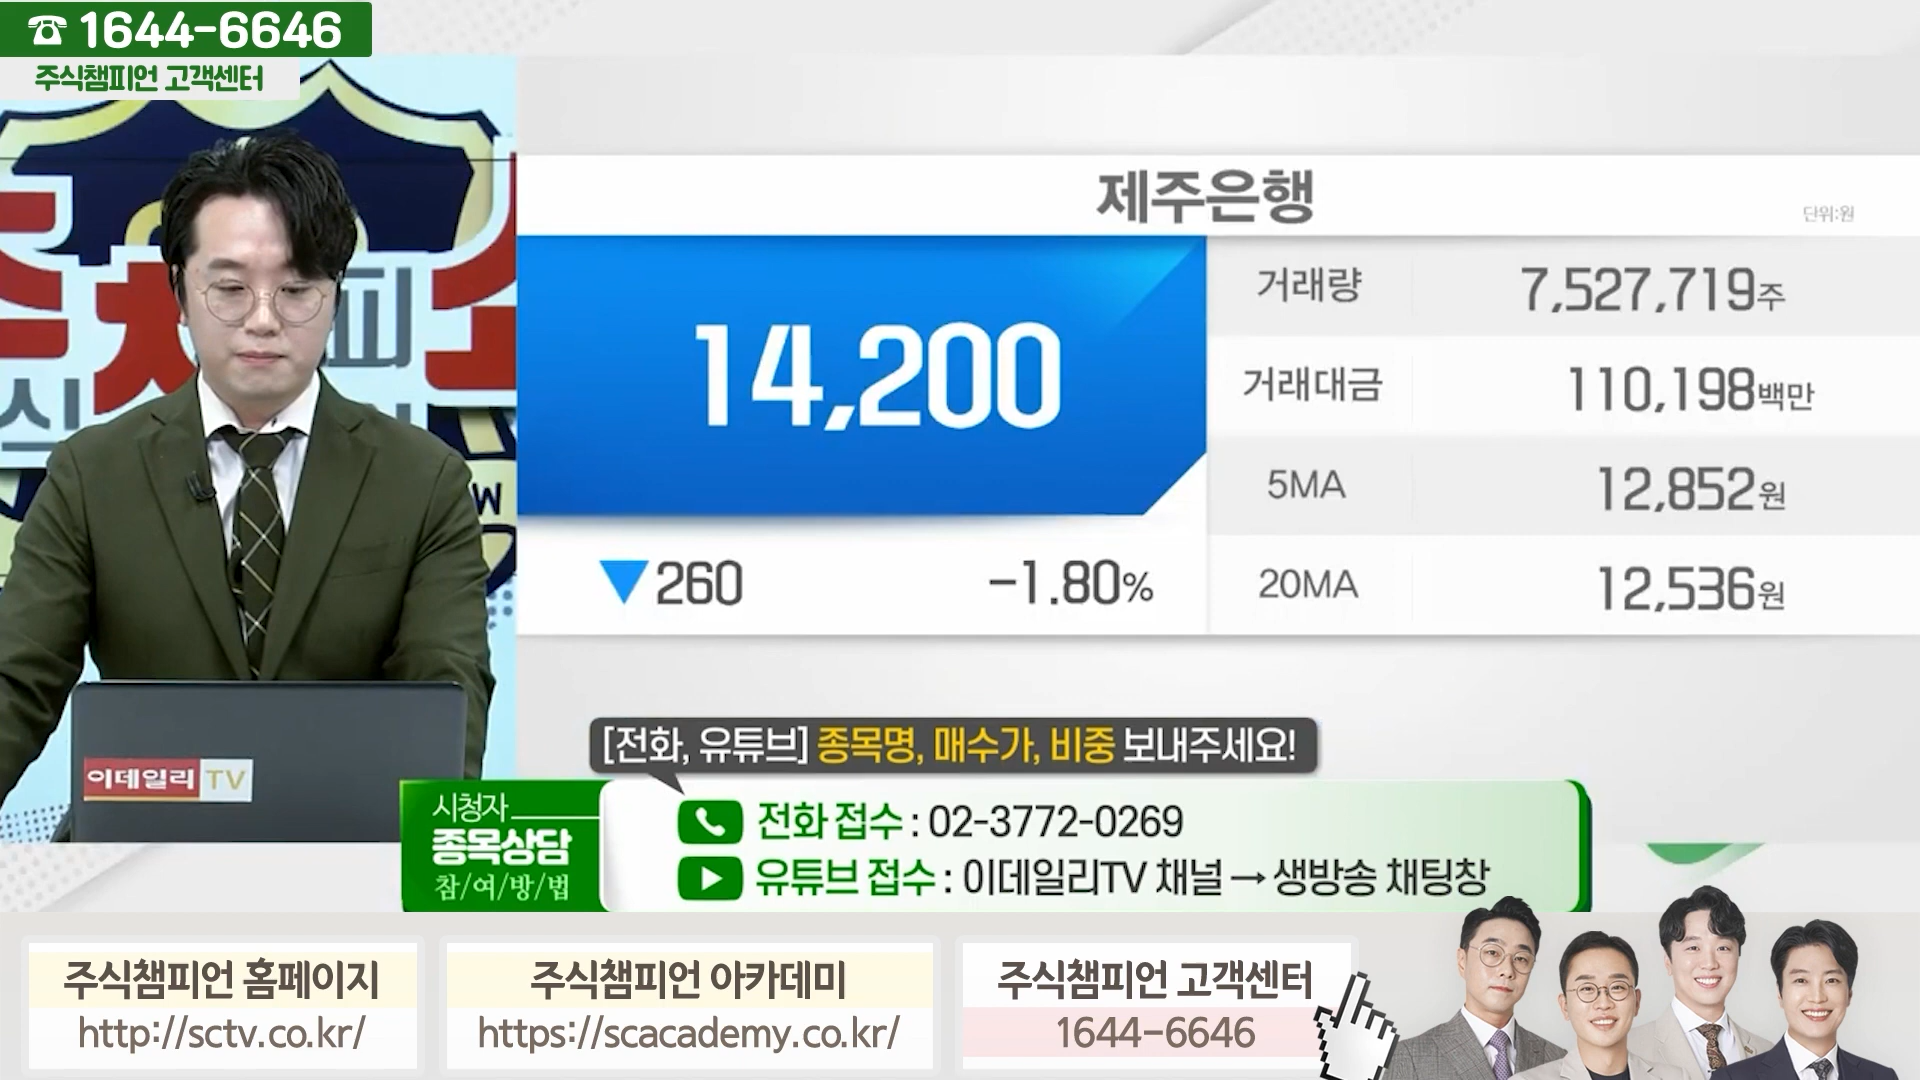 ☎ 1644-6646
주식챔피언 고객센터
제주은행
단위:원
14,200
▼260 -1.80%
거래량 7,527,719주
거래대금 110,198백만
5MA 12,852원
20MA 12,536원
피
식
W
이데일리 TV
[전화, 유튜브] 종목명, 매수가, 비중 보내주세요!
시청자
종목상담
참/여/방/법
전화 접수 : 02-3772-0269
유튜브 접수 : 이데일리TV 채널 → 생방송 채팅창
주식챔피언 홈페이지
http://sctv.co.kr/
주식챔피언 아카데미
https://scacademy.co.kr/
주식챔피언 고객센터
1644-6646